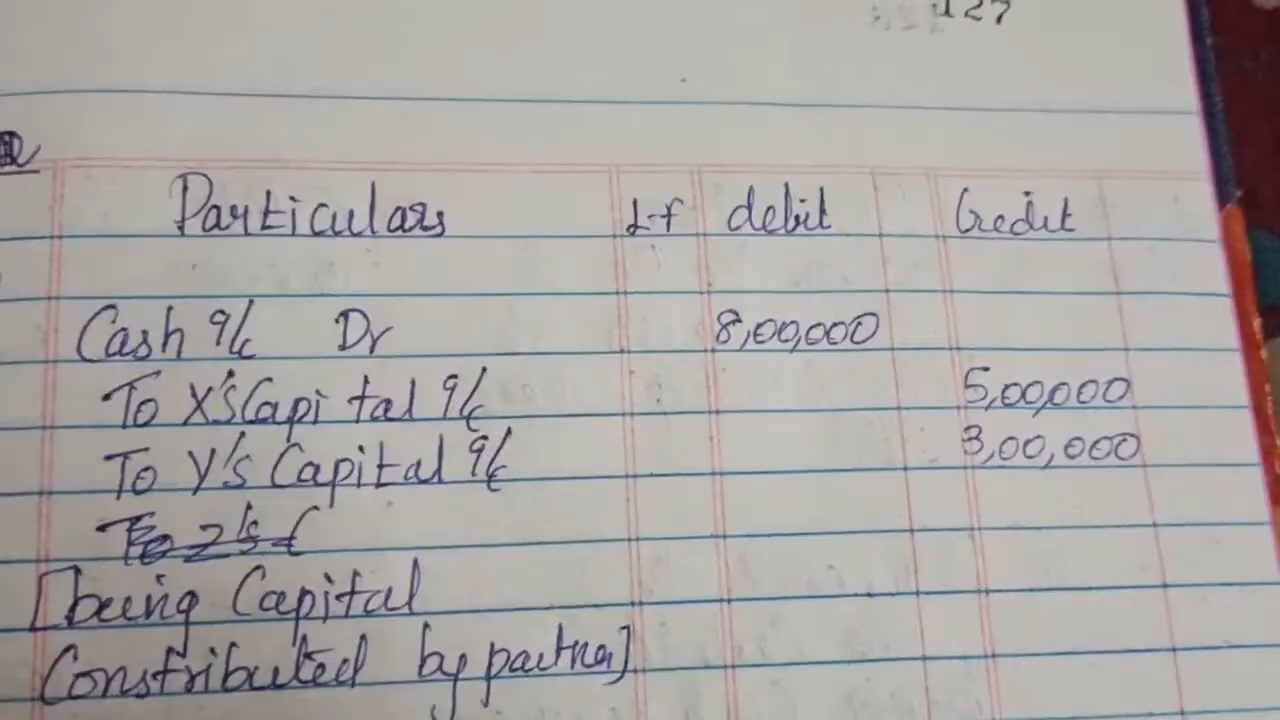 127
Particulars L.f debit Credit
Cash a/c Dr 8,00,000
To X's Capital a/c 5,00,000
To Y's Capital a/c 3,00,000
To Z's C
[being Capital
Constributed by partner]